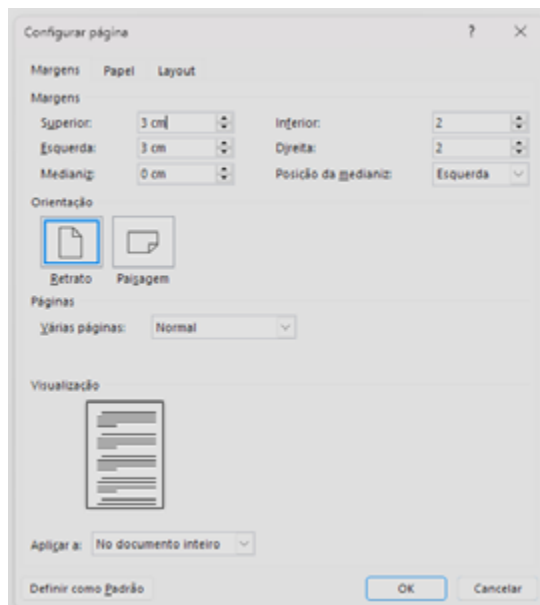 Configurar página ? ×
Margens Papel Layout
Margens
Superior: 3 cm Inferior: 2
Esquerda: 3 cm Direita: 2
Medianiz: 0 cm Posição da medianiz: Esquerda
Orientação
Retrato Paisagem
Páginas
Várias páginas: Normal
Visualização
Aplicar a: No documento inteiro
Definir como Padrão OK Cancelar